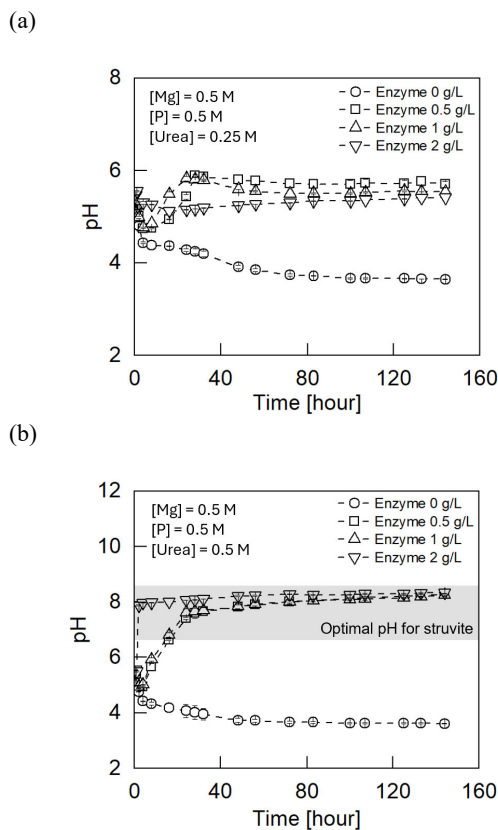 (a)
[Mg] = 0.5 M
[P] = 0.5 M
[Urea] = 0.25 M
Enzyme 0 g/L
Enzyme 0.5 g/L
Enzyme 1 g/L
Enzyme 2 g/L
8
6
4
2
pH
0
40
80
120
160
Time [hour]
(b)
[Mg] = 0.5 M
[P] = 0.5 M
[Urea] = 0.5 M
Enzyme 0 g/L
Enzyme 0.5 g/L
Enzyme 1 g/L
Enzyme 2 g/L
12
10
8
6
4
2
pH
Optimal pH for struvite
0
40
80
120
160
Time [hour]